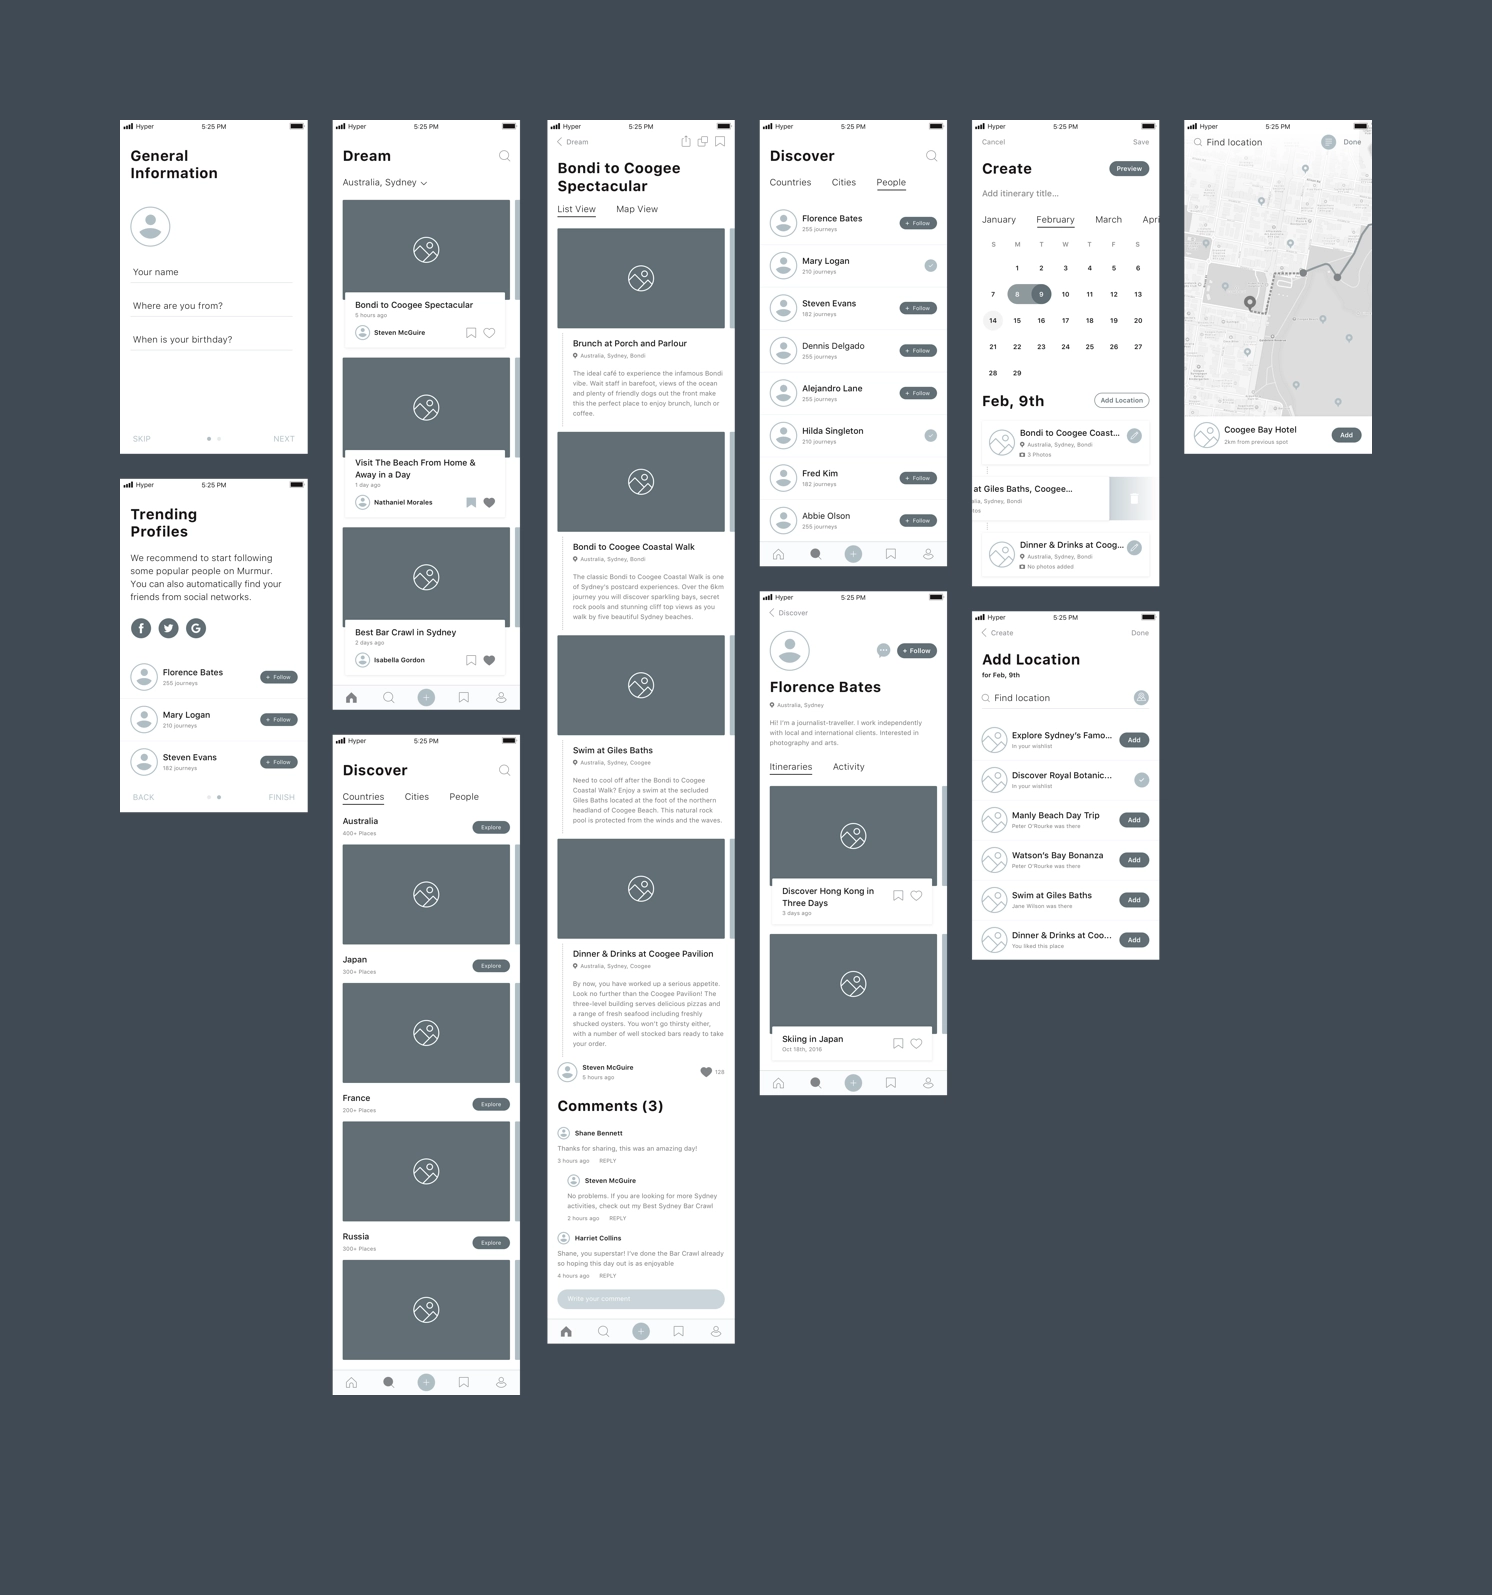 Hyper 5:25 PM
General
Information
Your name
Where are you from?
When is your birthday?
SKIP NEXT
Hyper 5:25 PM
Trending
Profiles
We recommend to start following
some popular people on Murmur.
You can also automatically find your
friends from social networks.
Florence Bates
255 journeys
+ Follow
Mary Logan
210 journeys
+ Follow
Steven Evans
182 journeys
+ Follow
BACK FINISH
Hyper 5:25 PM
Dream
Australia, Sydney
Bondi to Coogee Spectacular
5 hours ago
Steven McGuire
Visit The Beach From Home &
Away in a Day
1 day ago
Nathaniel Morales
Best Bar Crawl in Sydney
2 days ago
Isabella Gordon
Hyper 5:25 PM
Discover
Countries Cities People
Australia
400+ Places
Explore
Japan
300+ Places
Explore
France
200+ Places
Explore
Russia
300+ Places
Explore
Hyper 5:25 PM
Dream
Bondi to Coogee
Spectacular
List View Map View
Brunch at Porch and Parlour
Australia, Sydney, Bondi
The ideal café to experience the infamous Bondi
vibe. Wait staff in barefoot, views of the ocean
and plenty of friendly dogs out the front make
this the perfect place to enjoy brunch, lunch or
coffee.
Bondi to Coogee Coastal Walk
Australia, Sydney, Bondi
The classic Bondi to Coogee Coastal Walk is one
of Sydney's postcard experiences. Over the 6km
journey you will discover sparkling bays, secret
rock pools and stunning cliff top views as you
walk by five beautiful Sydney beaches.
Swim at Giles Baths
Australia, Sydney, Coogee
Need to cool off after the Bondi to Coogee
Coastal Walk? Enjoy a swim at the secluded
Giles Baths located at the foot of the northern
headland of Coogee Beach. This natural rock
pool is protected from the winds and the waves.
Dinner & Drinks at Coogee Pavilion
Australia, Sydney, Coogee
By now, you have worked up a serious appetite.
Look no further than the Coogee Pavilion! The
three-level building serves delicious pizzas and
a range of fresh seafood including freshly
shucked oysters. You won't go thirsty either,
with a number of well stocked bars ready to take
your order.
Steven McGuire
5 hours ago
128
Comments (3)
Shane Bennett
Thanks for sharing, this was an amazing day!
3 hours ago REPLY
Steven McGuire
No problems. If you are looking for more Sydney
activities, check out my Best Sydney Bar Crawl
2 hours ago REPLY
Harriet Collins
Shane, you superstar! I've done the Bar Crawl already
so hoping this day out is as enjoyable
4 hours ago REPLY
Write your comment
Hyper 5:25 PM
Discover
Countries Cities People
Florence Bates
255 journeys
+ Follow
Mary Logan
210 journeys
Steven Evans
182 journeys
+ Follow
Dennis Delgado
255 journeys
+ Follow
Alejandro Lane
255 journeys
+ Follow
Hilda Singleton
210 journeys
Fred Kim
182 journeys
+ Follow
Abbie Olson
255 journeys
+ Follow
Hyper 5:25 PM
Discover
+ Follow
Florence Bates
Australia, Sydney
Hi! I'm a journalist-traveller. I work independently
with local and international clients. Interested in
photography and arts.
Itineraries Activity
Discover Hong Kong in
Three Days
3 days ago
Skiing in Japan
Oct 18th, 2016
Hyper 5:25 PM
Cancel Save
Create Preview
Add itinerary title...
January February March Apri
S M T W T F S
1 2 3 4 5 6
7 8 9 10 11 12 13
14 15 16 17 18 19 20
21 22 23 24 25 26 27
28 29
Feb, 9th Add Location
Bondi to Coogee Coast...
Australia, Sydney, Bondi
3 Photos
at Giles Baths, Coogee...
alia, Sydney, Bondi
tos
Dinner & Drinks at Coog...
Australia, Sydney, Bondi
No photos added
Hyper 5:25 PM
Create Done
Add Location
for Feb, 9th
Find location
Explore Sydney's Famo...
In your wishlist
Add
Discover Royal Botanic...
In your wishlist
Manly Beach Day Trip
Peter O'Rourke was there
Add
Watson's Bay Bonanza
Peter O'Rourke was there
Add
Swim at Giles Baths
Jane Wilson was there
Add
Dinner & Drinks at Coo...
You liked this place
Add
Hyper 5:25 PM
Find location Done
Coogee Bay Hotel
2km from previous spot
Add